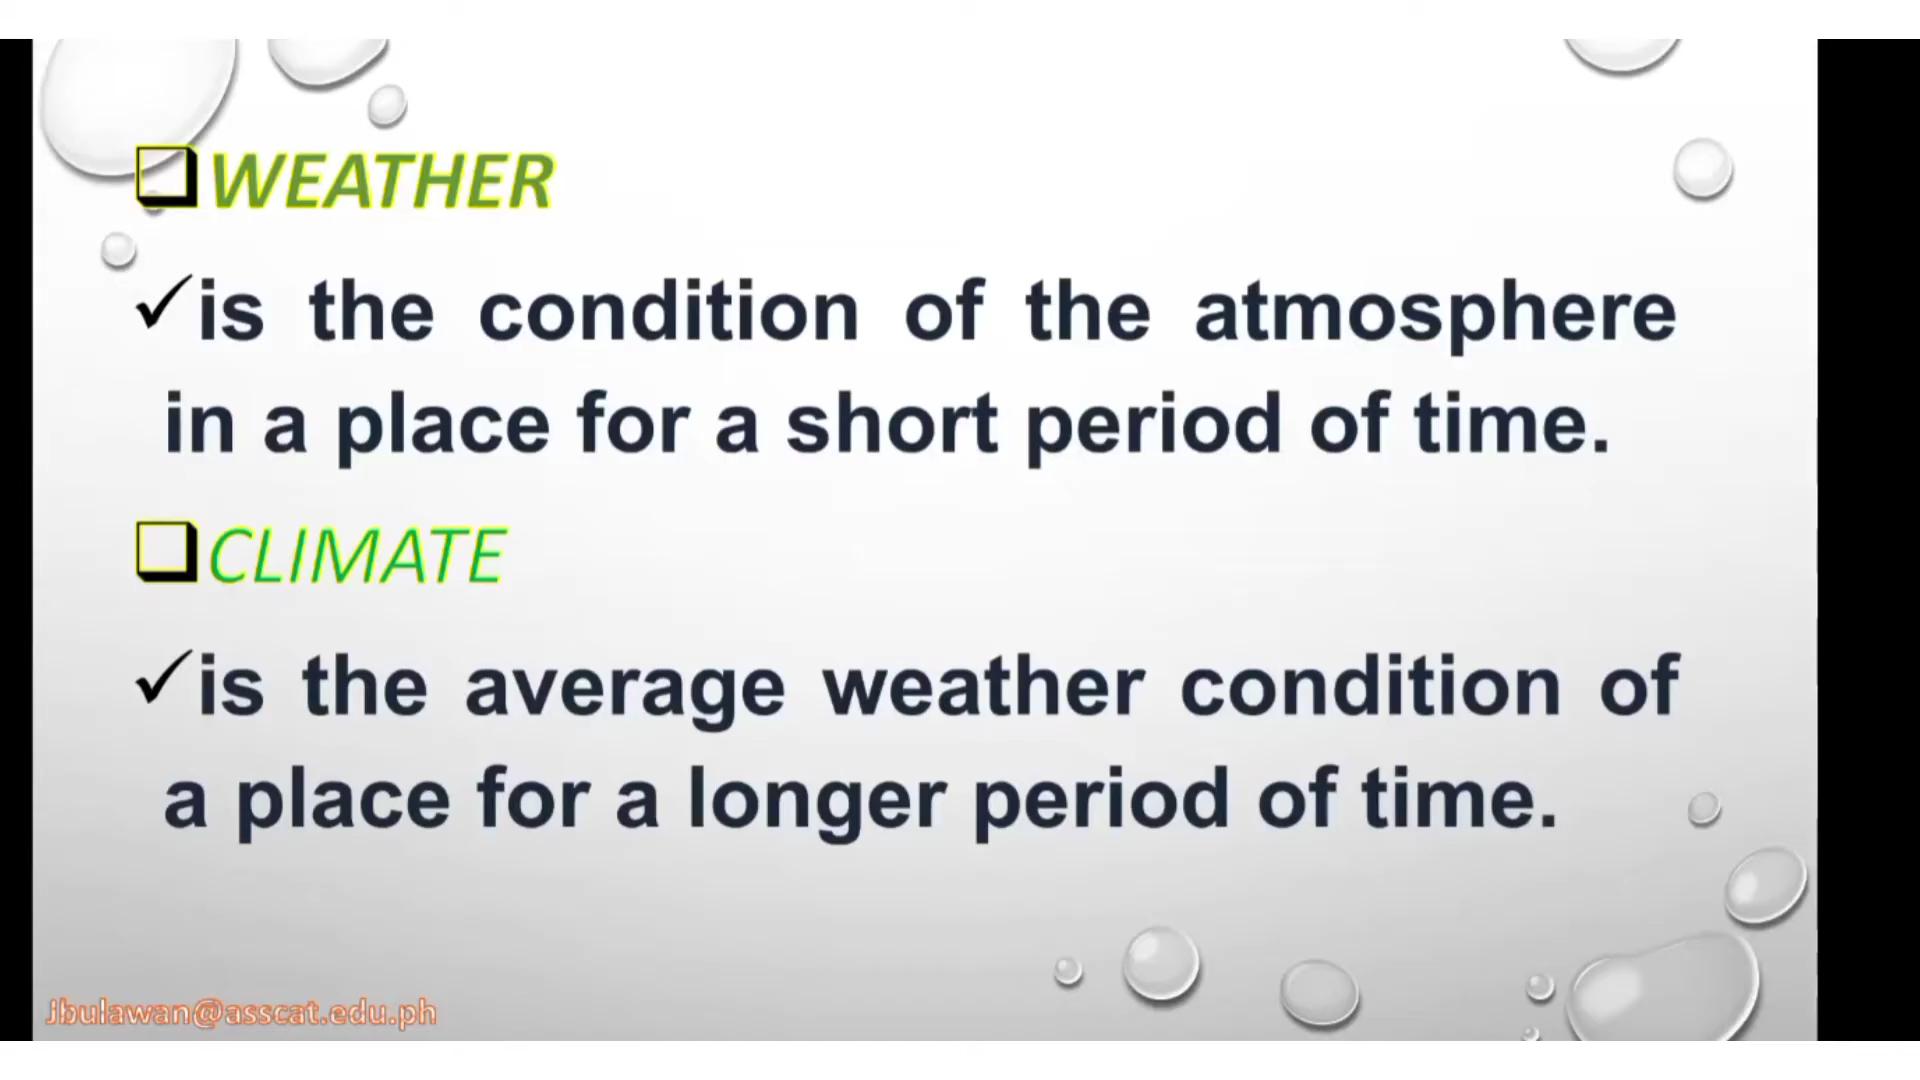 WEATHER
is the condition of the atmosphere
in a place for a short period of time.
CLIMATE
is the average weather condition of
a place for a longer period of time.
Jbulawan@asscat.edu.ph